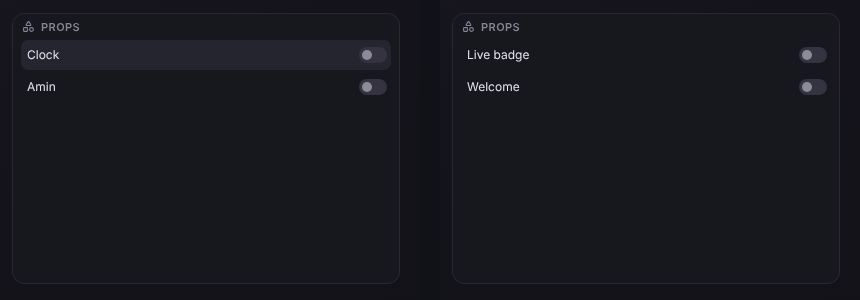 PROPS
Clock
Amin
PROPS
Live badge
Welcome